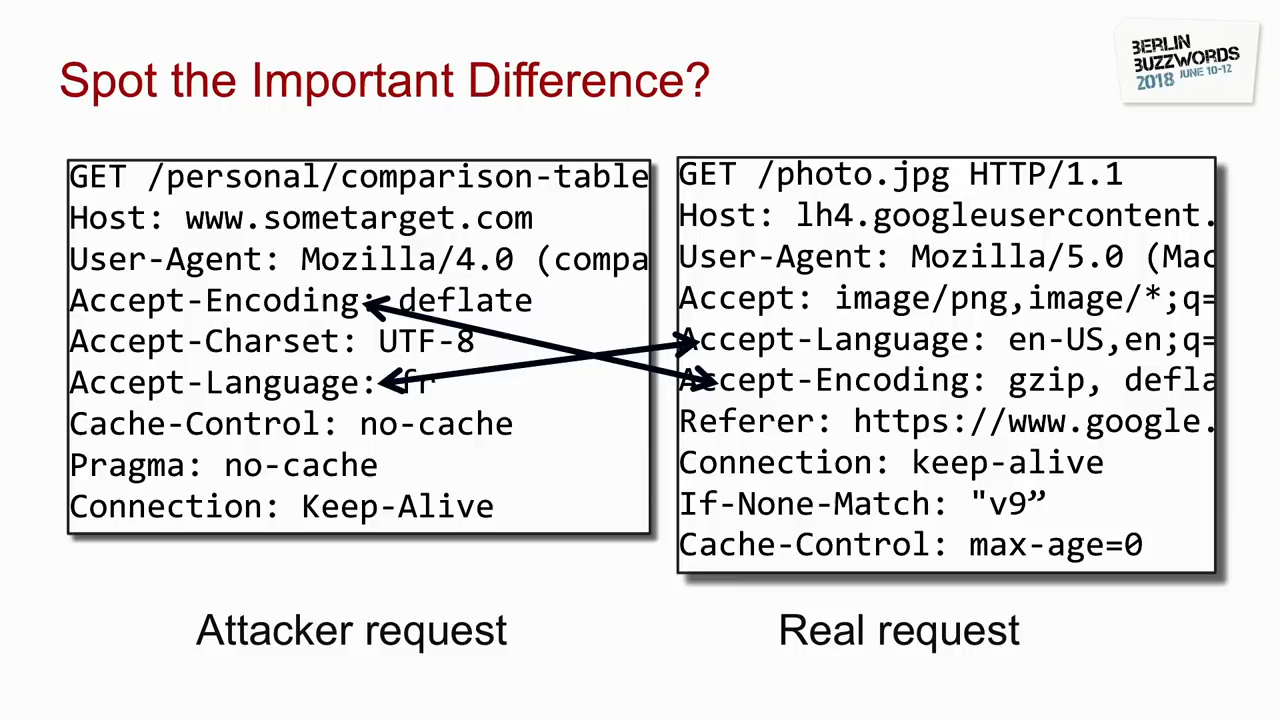 Spot the Important Difference?
BERLIN
BUZZWORDS
2018 JUNE 10-12
GET /personal/comparison-table
Host: www.sometarget.com
User-Agent: Mozilla/4.0 (compa
Accept-Encoding: deflate
Accept-Charset: UTF-8
Accept-Language: fr
Cache-Control: no-cache
Pragma: no-cache
Connection: Keep-Alive
Attacker request
GET /photo.jpg HTTP/1.1
Host: lh4.googleusercontent.
User-Agent: Mozilla/5.0 (Mac
Accept: image/png,image/*;q=
Accept-Language: en-US,en;q=
Accept-Encoding: gzip, defla
Referer: https://www.google.
Connection: keep-alive
If-None-Match: "v9”
Cache-Control: max-age=0
Real request